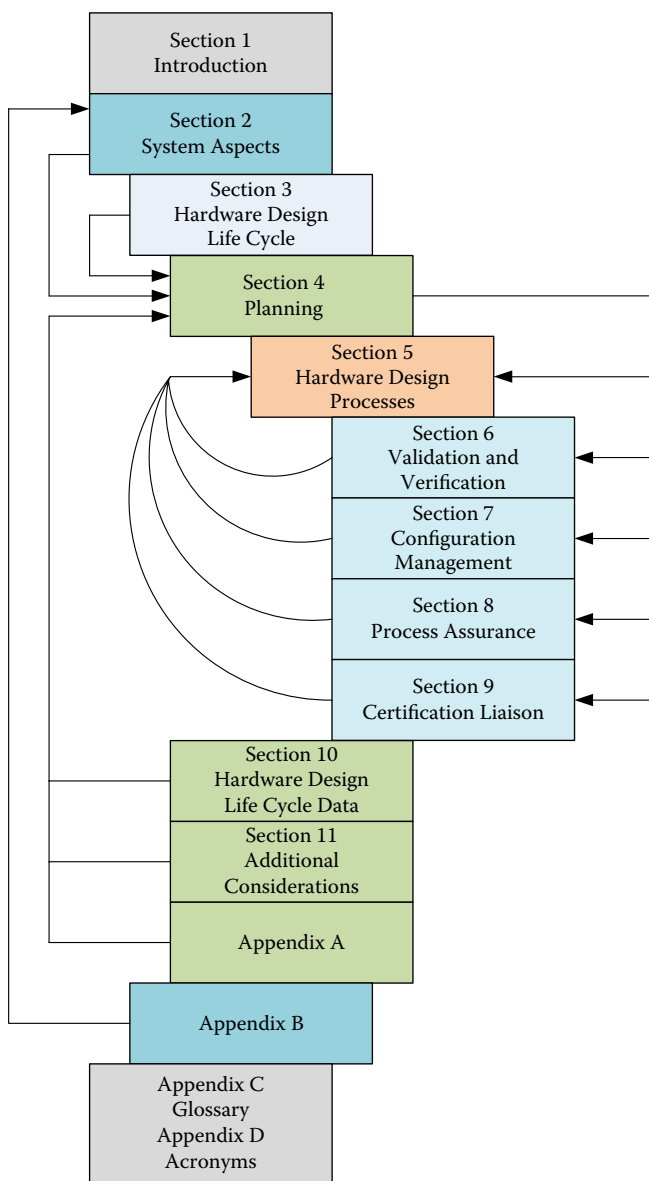 Section 1
Introduction
Section 2
System Aspects
Section 3
Hardware Design
Life Cycle
Section 4
Planning
Section 5
Hardware Design
Processes
Section 6
Validation and
Verification
Section 7
Configuration
Management
Section 8
Process Assurance
Section 9
Certification Liaison
Section 10
Hardware Design
Life Cycle Data
Section 11
Additional
Considerations
Appendix A
Appendix B
Appendix C
Glossary
Appendix D
Acronyms